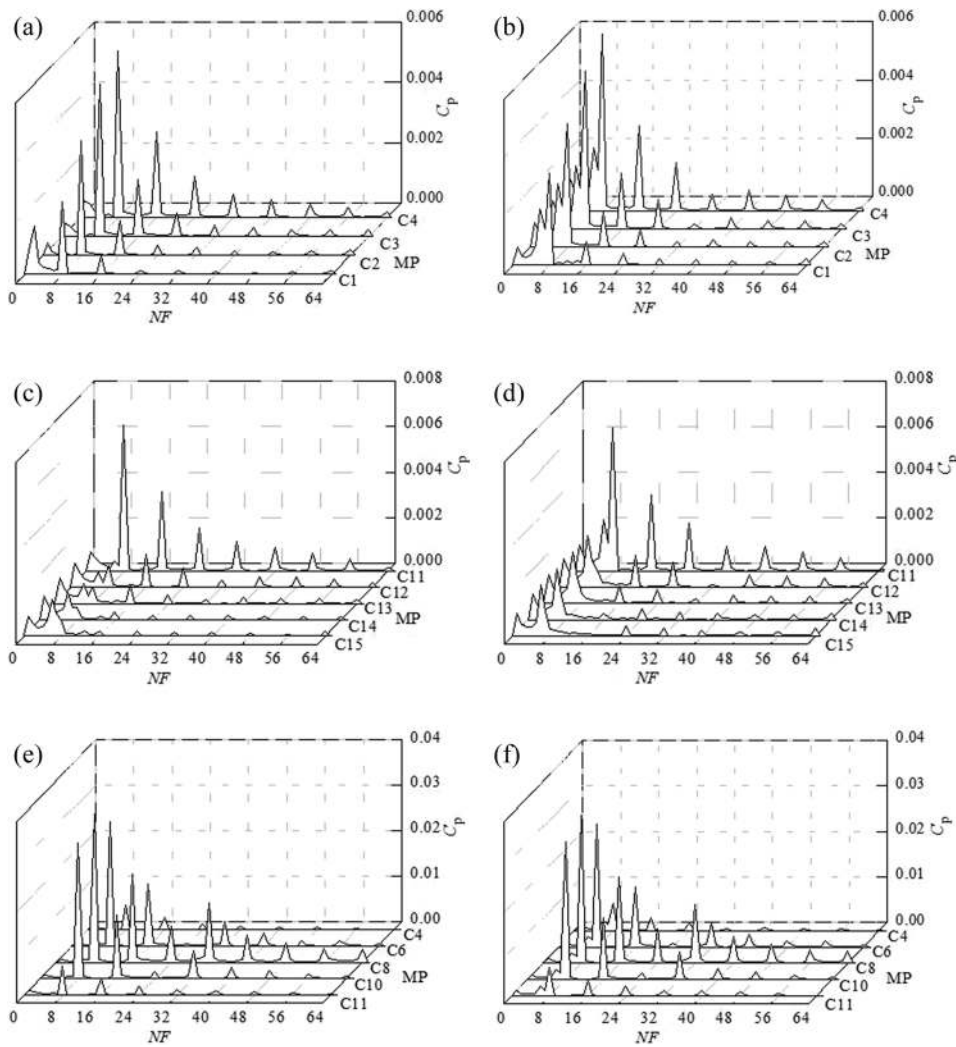 (a)
0.006
0.004
0.002
0.000
Cp
C4
C3
C2
C1
MP
0 8 16 24 32 40 48 56 64
NF
(b)
0.006
0.004
0.002
0.000
Cp
C4
C3
C2
C1
MP
0 8 16 24 32 40 48 56 64
NF
(c)
0.008
0.006
0.004
0.002
0.000
Cp
C11
C12
C13
C14
C15
MP
0 8 16 24 32 40 48 56 64
NF
(d)
0.008
0.006
0.004
0.002
0.000
Cp
C11
C12
C13
C14
C15
MP
0 8 16 24 32 40 48 56 64
NF
(e)
0.04
0.03
0.02
0.01
0.00
Cp
C4
C6
C8
C10
C11
MP
0 8 16 24 32 40 48 56 64
NF
(f)
0.04
0.03
0.02
0.01
0.00
Cp
C4
C6
C8
C10
C11
MP
0 8 16 24 32 40 48 56 64
NF